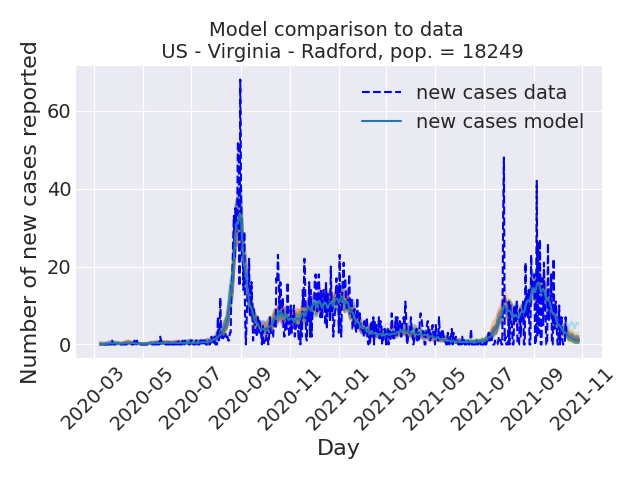 Model comparison to data
US - Virginia - Radford, pop. = 18249
Number of new cases reported
60
40
20
0
new cases data
new cases model
2020-03
2020-05
2020-07
2020-09
2020-11
2021-01
2021-03
2021-05
2021-07
2021-09
2021-11
Day